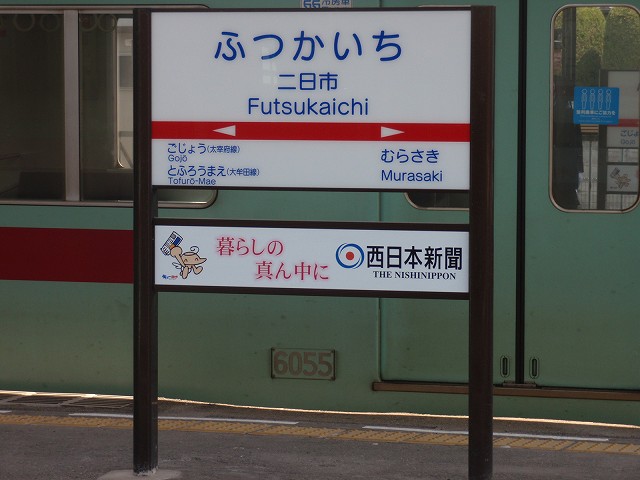 ふつかいち
二日市
Futsukaichi
ごじょう(太宰府線)
Gojō
とふろうまえ(大牟田線)
Tofurō-Mae
むらさき
Murasaki
暮らしの
真ん中に
西日本新聞
THE NISHINIPPON
6055